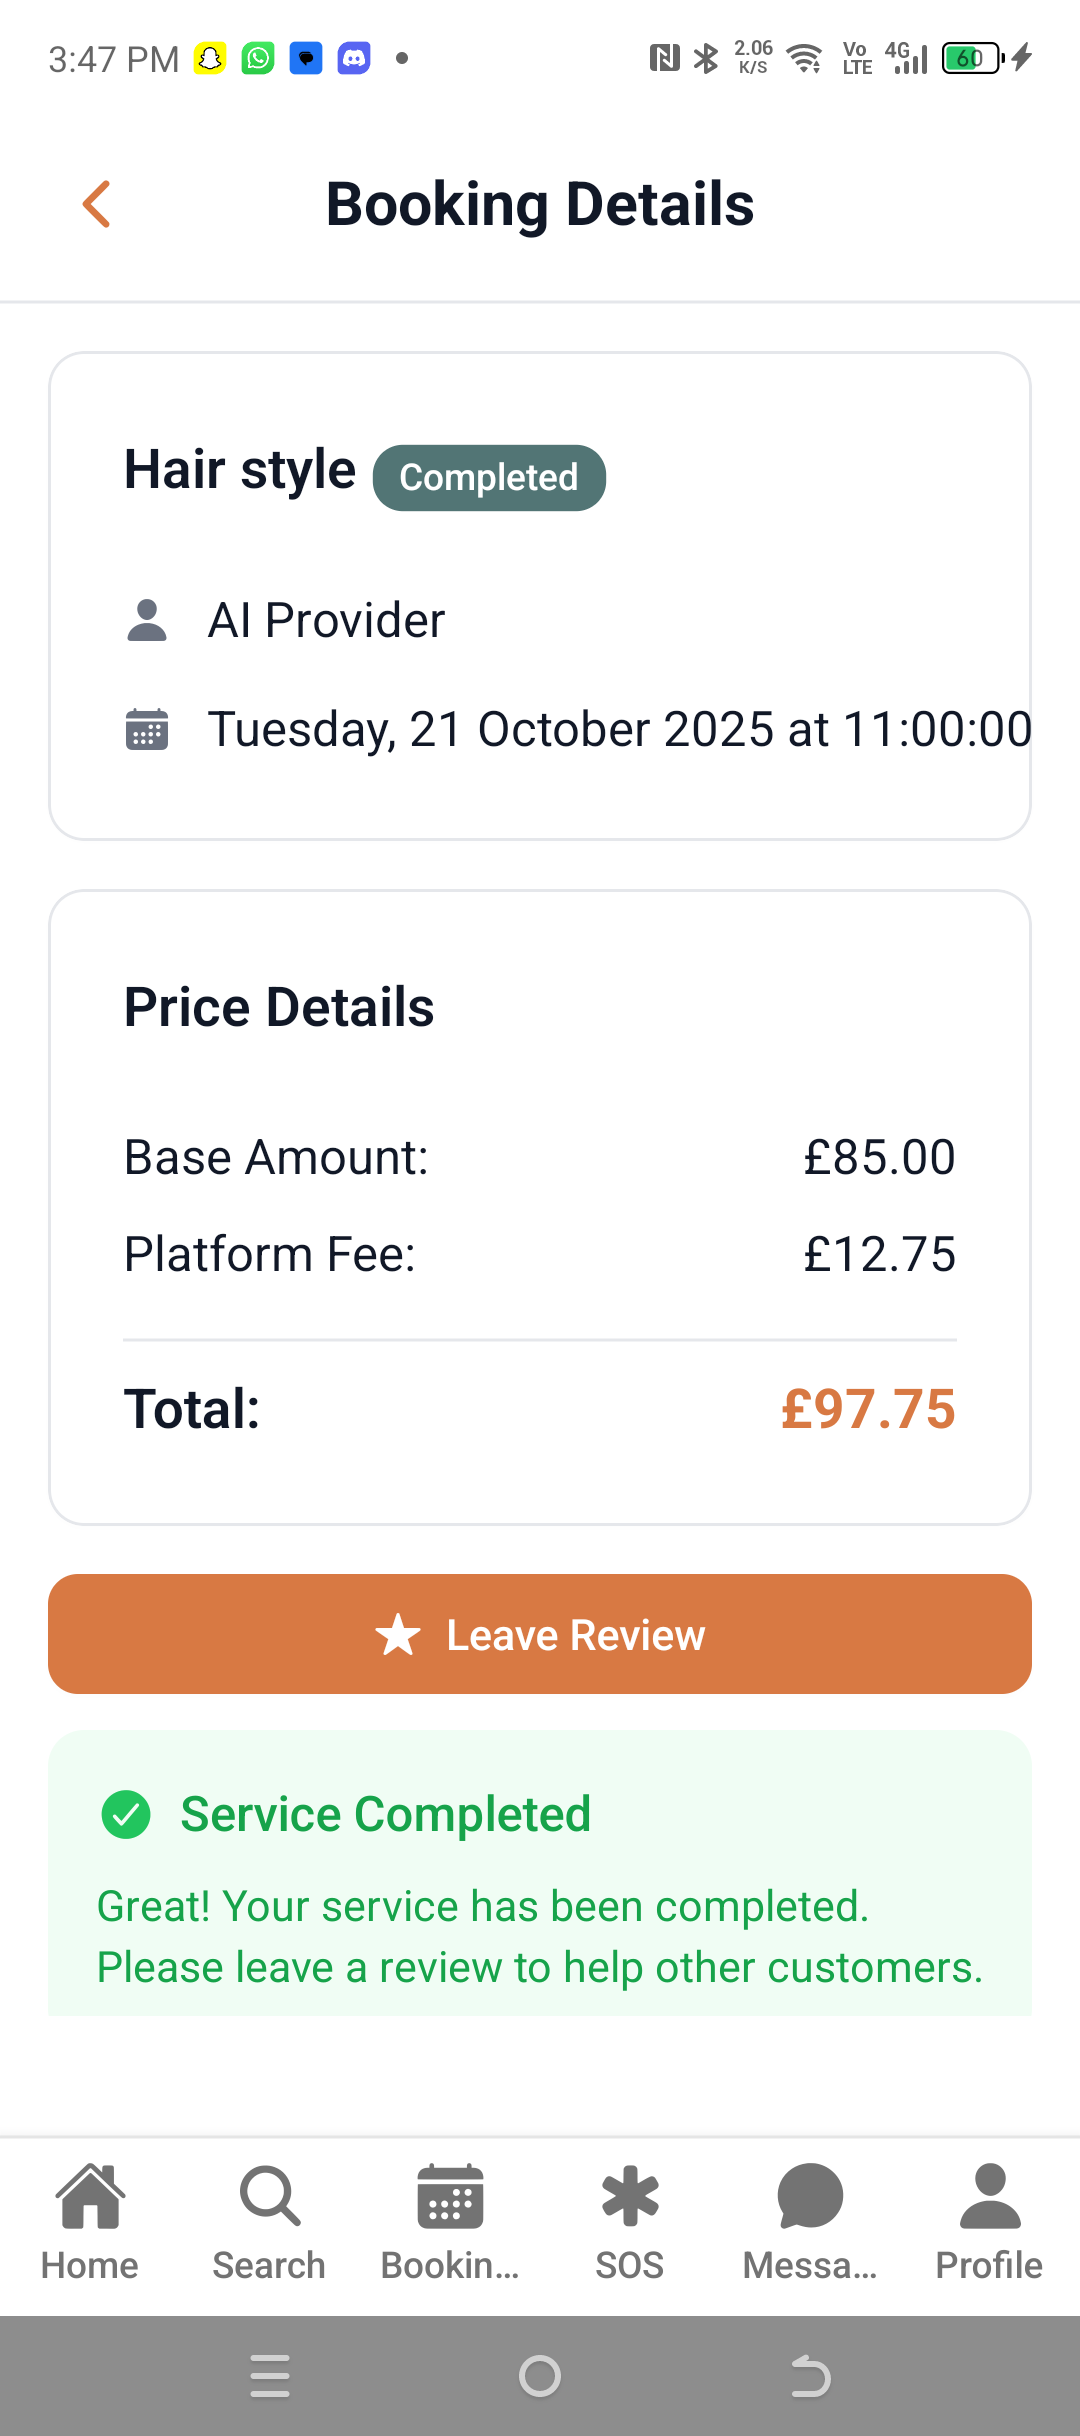 3:47 PM
2.06
K/S
Vo
LTE
4G
60
Booking Details
Hair style
Completed
AI Provider
Tuesday, 21 October 2025 at 11:00:00
Price Details
Base Amount: £85.00
Platform Fee: £12.75
Total: £97.75
Leave Review
Service Completed
Great! Your service has been completed.
Please leave a review to help other customers.
Home Search Bookin... SOS Messa... Profile